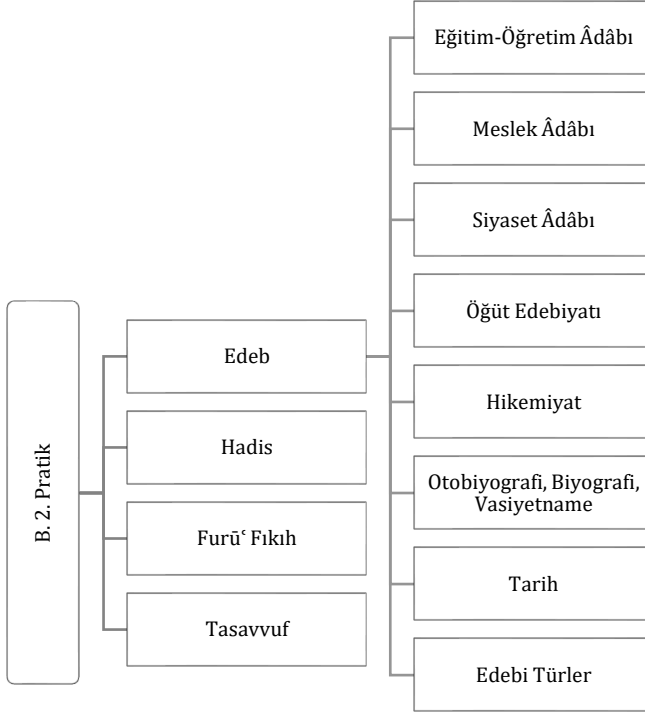 B. 2. Pratik
Edeb
Hadis
Furūʿ Fıkıh
Tasavvuf
Eğitim-Öğretim Âdâbı
Meslek Âdâbı
Siyaset Âdâbı
Öğüt Edebiyatı
Hikemiyat
Otobiyografi, Biyografi,
Vasiyetname
Tarih
Edebi Türler